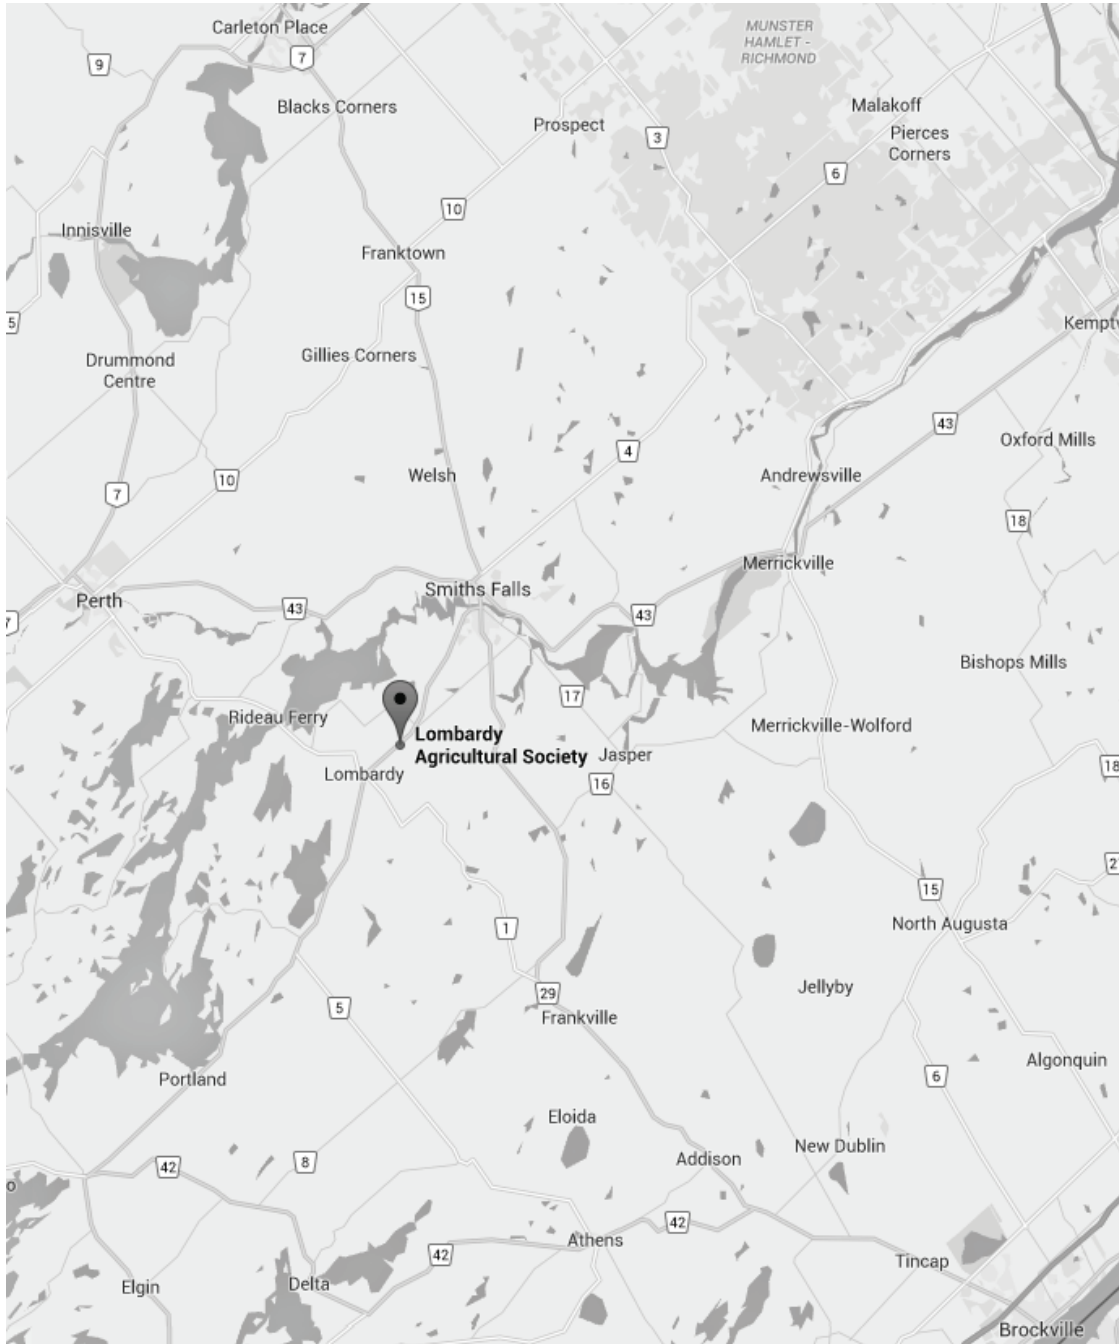 Carleton Place
MUNSTER
HAMLET -
RICHMOND
7
9
Blacks Corners
Malakoff
Prospect
Pierces
Corners
3
6
10
Innisville
Franktown
15
5
Kemptv
Gillies Corners
Drummond
Centre
43
Oxford Mills
4
Welsh
Andrewsville
10
7
18
Merrickville
Smiths Falls
Perth
43
43
7
Bishops Mills
17
Rideau Ferry
Merrickville-Wolford
Lombardy
Agricultural Society
Jasper
Lombardy
18
16
15
1
North Augusta
Jellyby
29
5
Frankville
Algonquin
Portland
6
Eloida
New Dublin
Addison
8
42
42
Athens
42
Tincap
Elgin
Delta
Brockville